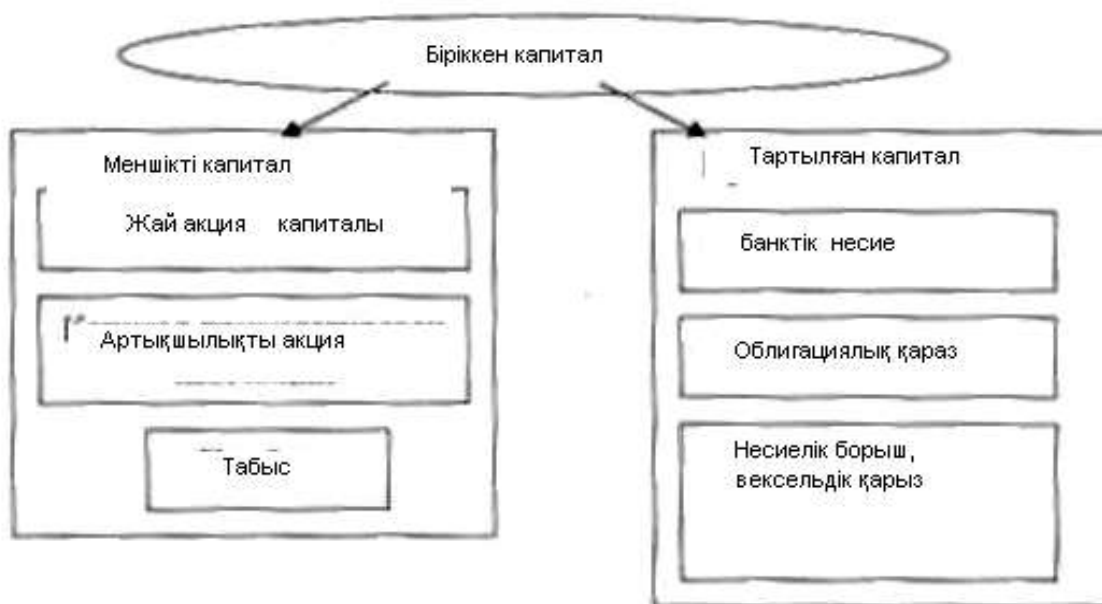 Біріккен капитал
Меншікті капитал
Жай акция капиталы
Артықшылықты акция
Табыс
Тартылған капитал
банктік несие
Облигациялық қараз
Несиелік борыш,
вексельдік қарыз